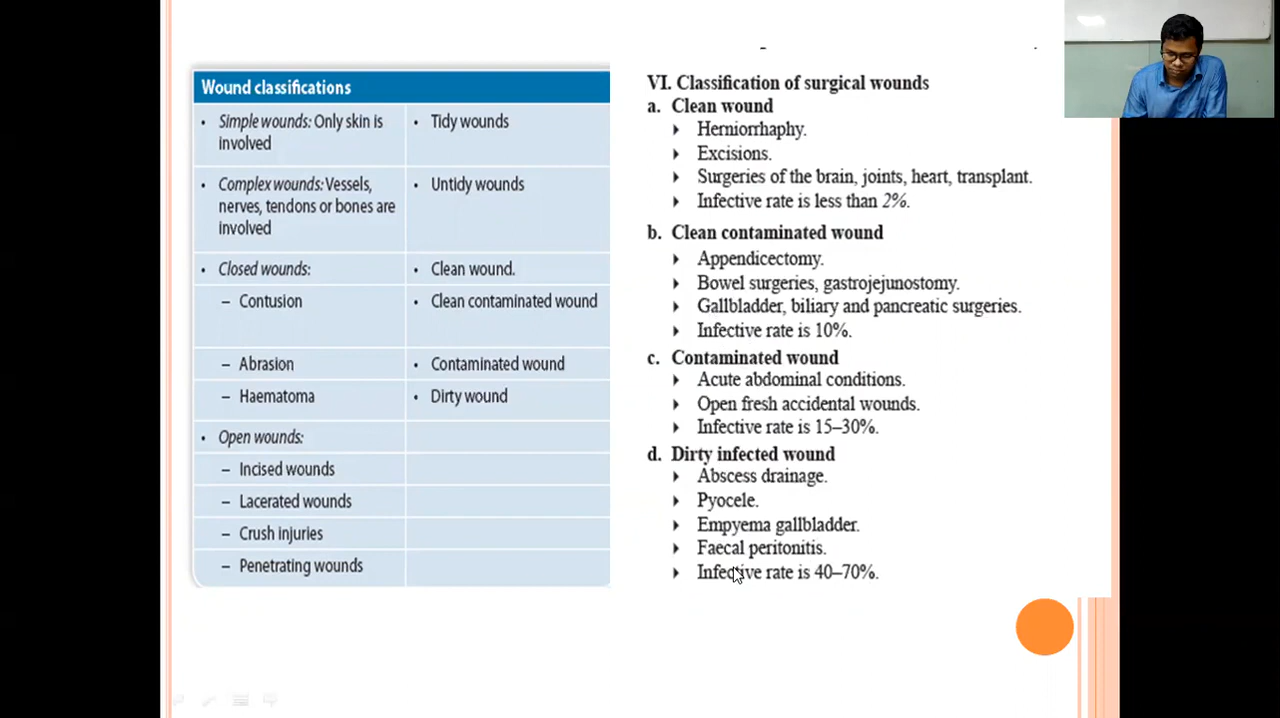 Wound classifications
• Simple wounds: Only skin is
involved
• Tidy wounds
• Complex wounds: Vessels,
nerves, tendons or bones are
involved
• Untidy wounds
• Closed wounds:
• Clean wound.
– Contusion
• Clean contaminated wound
– Abrasion
• Contaminated wound
– Haematoma
• Dirty wound
• Open wounds:
– Incised wounds
– Lacerated wounds
– Crush injuries
– Penetrating wounds
VI. Classification of surgical wounds
a. Clean wound
Herniorrhaphy.
Excisions.
Surgeries of the brain, joints, heart, transplant.
Infective rate is less than 2%.
b. Clean contaminated wound
Appendicectomy.
Bowel surgeries, gastrojejunostomy.
Gallbladder, biliary and pancreatic surgeries.
Infective rate is 10%.
c. Contaminated wound
Acute abdominal conditions.
Open fresh accidental wounds.
Infective rate is 15–30%.
d. Dirty infected wound
Abscess drainage.
Pyocele.
Empyema gallbladder.
Faecal peritonitis.
Infective rate is 40–70%.